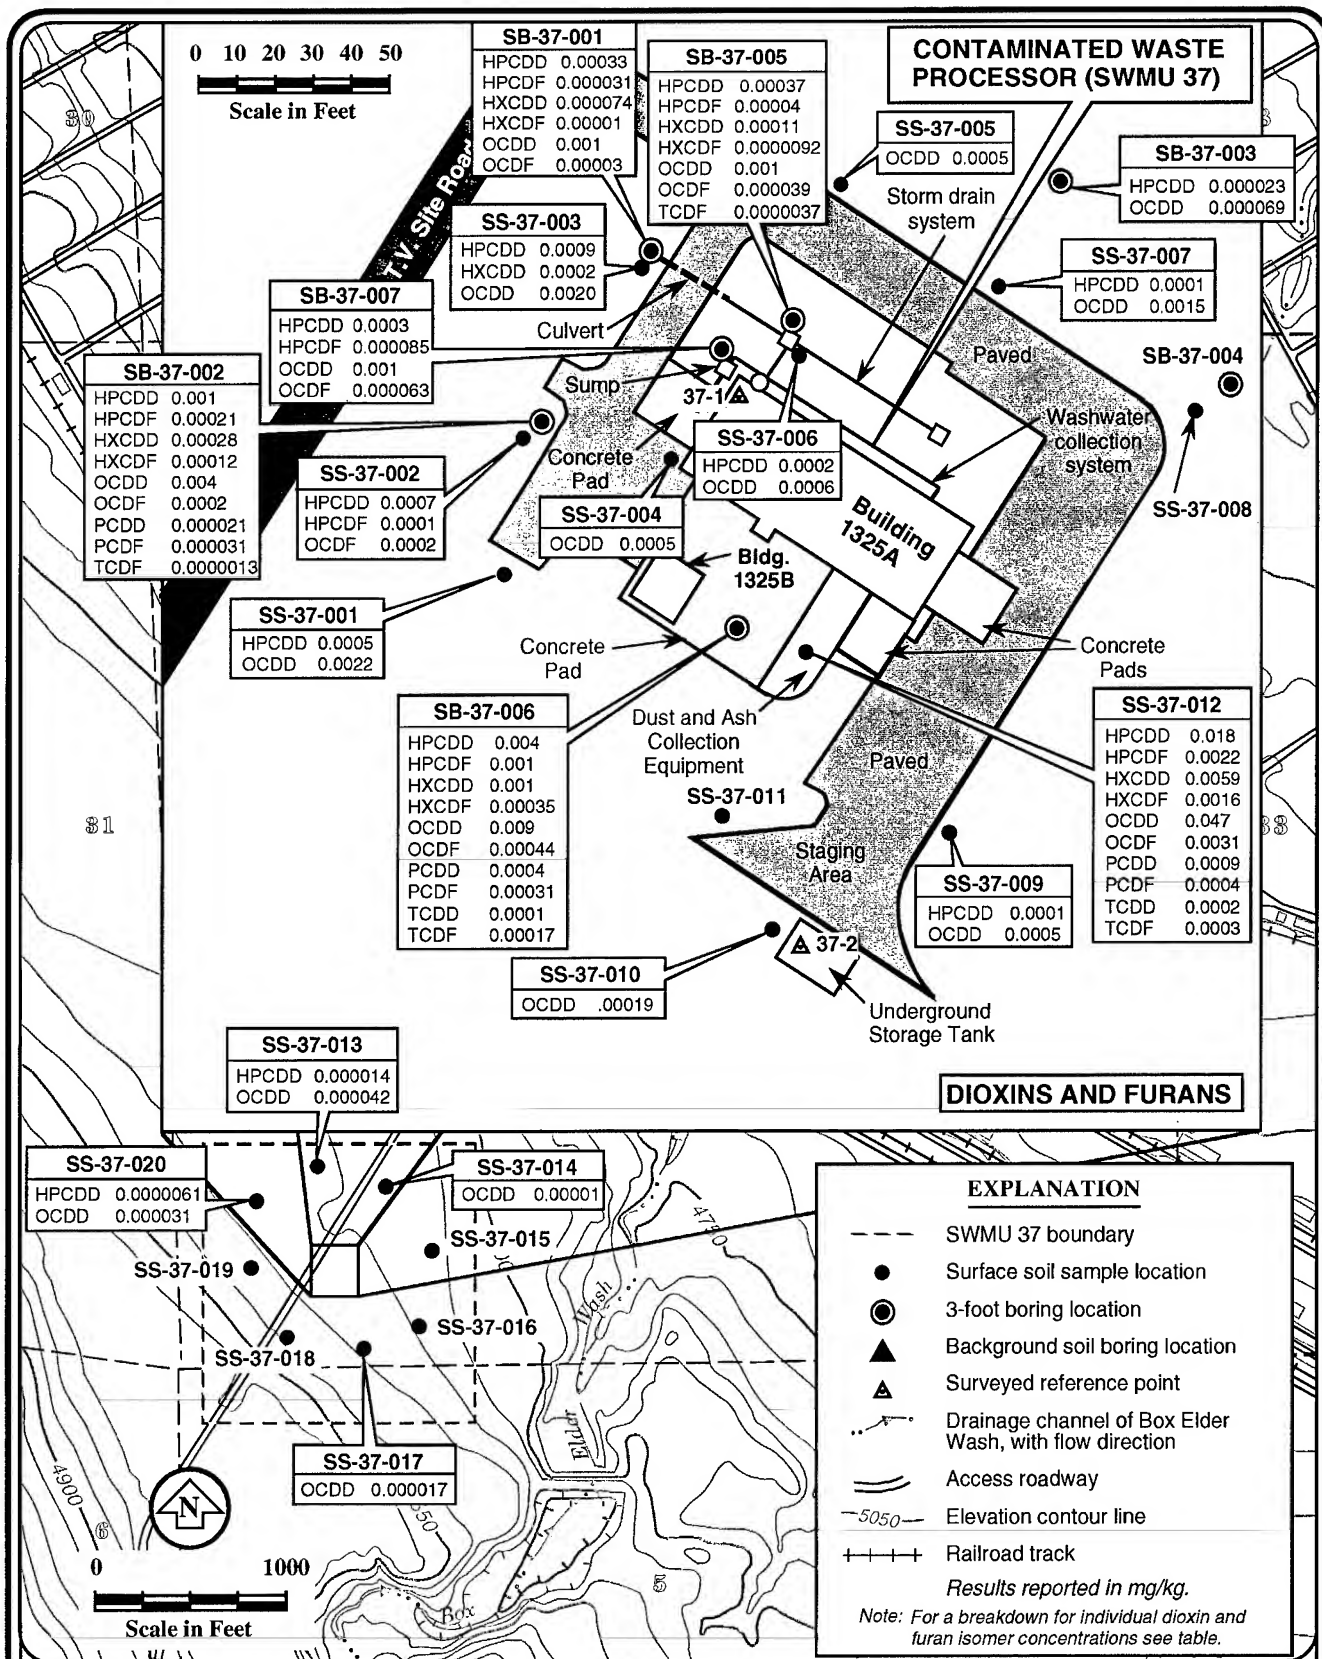 0 10 20 30 40 50
Scale in Feet
CONTAMINATED WASTE
PROCESSOR (SWMU 37)
T.V. Site Road
SB-37-001
HPCDD 0.00033
HPCDF 0.000031
HXCDD 0.000074
HXCDF 0.00001
OCDD 0.001
OCDF 0.00003
SB-37-005
HPCDD 0.00037
HPCDF 0.00004
HXCDD 0.00011
HXCDF 0.0000092
OCDD 0.001
OCDF 0.000039
TCDF 0.0000037
SS-37-005
OCDD 0.0005
SB-37-003
HPCDD 0.000023
OCDD 0.000069
Storm drain
system
SS-37-003
HPCDD 0.0009
HXCDD 0.0002
OCDD 0.0020
SS-37-007
HPCDD 0.0001
OCDD 0.0015
SB-37-007
HPCDD 0.0003
HPCDF 0.000085
OCDD 0.001
OCDF 0.000063
Culvert
Paved
SB-37-004
SB-37-002
HPCDD 0.001
HPCDF 0.00021
HXCDD 0.00028
HXCDF 0.00012
OCDD 0.004
OCDF 0.0002
PCDD 0.000021
PCDF 0.000031
TCDF 0.0000013
Sump
37-1
Concrete
Pad
SS-37-006
HPCDD 0.0002
OCDD 0.0006
Washwater
collection
system
SS-37-002
HPCDD 0.0007
HPCDF 0.0001
OCDF 0.0002
SS-37-008
SS-37-004
OCDD 0.0005
Building
1325A
Bldg.
1325B
SS-37-001
HPCDD 0.0005
OCDD 0.0022
Concrete
Pad
Concrete
Pads
SB-37-006
HPCDD 0.004
HPCDF 0.001
HXCDD 0.001
HXCDF 0.00035
OCDD 0.009
OCDF 0.00044
PCDD 0.0004
PCDF 0.00031
TCDD 0.0001
TCDF 0.00017
Dust and Ash
Collection
Equipment
SS-37-012
HPCDD 0.018
HPCDF 0.0022
HXCDD 0.0059
HXCDF 0.0016
OCDD 0.047
OCDF 0.0031
PCDD 0.0009
PCDF 0.0004
TCDD 0.0002
TCDF 0.0003
Paved
SS-37-011
31
33
Staging
Area
SS-37-009
HPCDD 0.0001
OCDD 0.0005
37-2
SS-37-010
OCDD .00019
Underground
Storage Tank
SS-37-013
HPCDD 0.000014
OCDD 0.000042
DIOXINS AND FURANS
SS-37-020
HPCDD 0.0000061
OCDD 0.000031
SS-37-014
OCDD 0.00001
4750
SS-37-015
SS-37-019
Wash
SS-37-016
SS-37-018
Elder
SS-37-017
OCDD 0.000017
4900
6
N
5
Box
0 1000
Scale in Feet
EXPLANATION
SWMU 37 boundary
Surface soil sample location
3-foot boring location
Background soil boring location
Surveyed reference point
Drainage channel of Box Elder
Wash, with flow direction
Access roadway
5050 Elevation contour line
Railroad track
Results reported in mg/kg.
Note: For a breakdown for individual dioxin and
furan isomer concentrations see table.